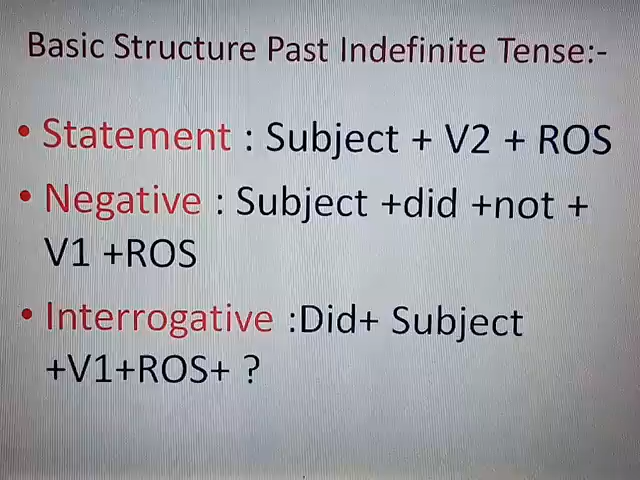 Basic Structure Past Indefinite Tense:-
• Statement : Subject + V2 + ROS
• Negative : Subject +did +not +
V1 +ROS
• Interrogative :Did+ Subject
+V1+ROS+ ?